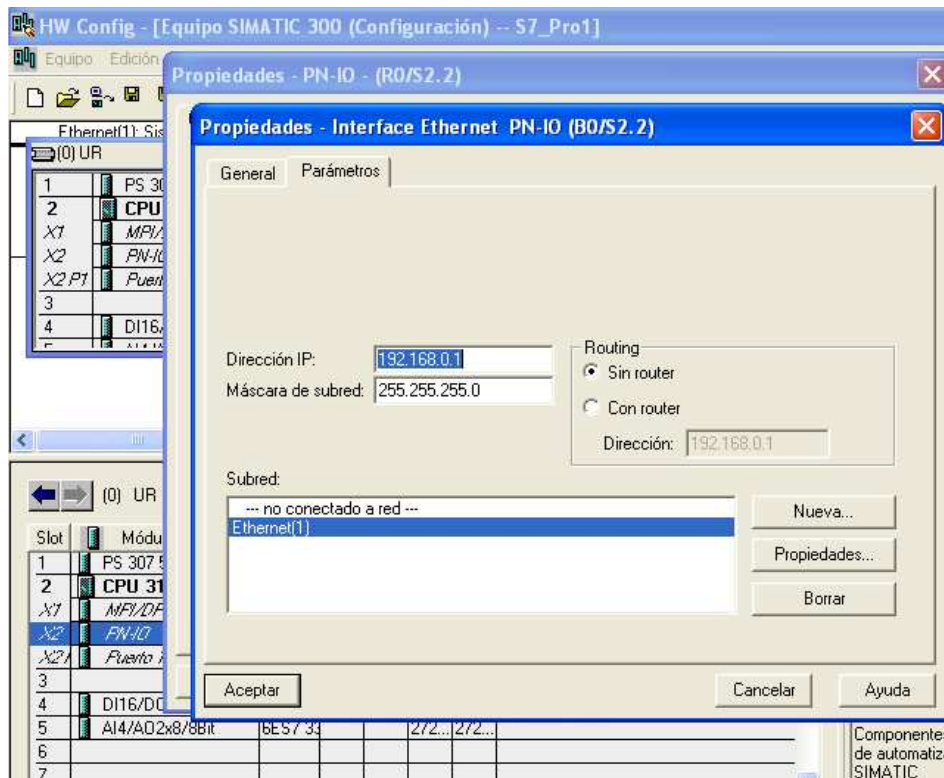 HW Config - [Equipo SIMATIC 300 (Configuración) -- S7_Pro1]
Equipo Edición
Propiedades - PN-IO - (R0/S2.2)
Propiedades - Interface Ethernet PN-IO (B0/S2.2)
General Parámetros
Ethernet(1): Sis
(0) UR
1 PS 30
2 CPU
X1 MPI/
X2 PN-IO
X2 P1 Puert
3
4 DI16/
Dirección IP: 192.168.0.1
Máscara de subred: 255.255.255.0
Routing
Sin router
Con router
Dirección: 192.168.0.1
Subred:
--- no conectado a red ---
Ethernet(1)
Nueva...
Propiedades...
Borrar
Aceptar Cancelar Ayuda
(0) UR
Slot Módu
1 PS 307 5
2 CPU 31
X1 MPI/DP
X2 PN-IO
X2 Puerto
3
4 DI16/DO
5 AI4/AO2x8/8Bit 6ES7 33 272... 272...
6
7
Componentes
de automatiz
SIMATIC